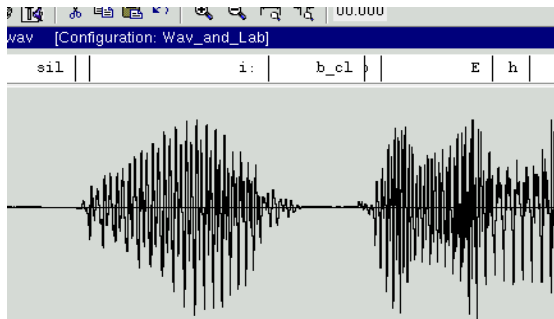 00.000
wav [Configuration: Wav_and_Lab]
sil i: b_cl E h